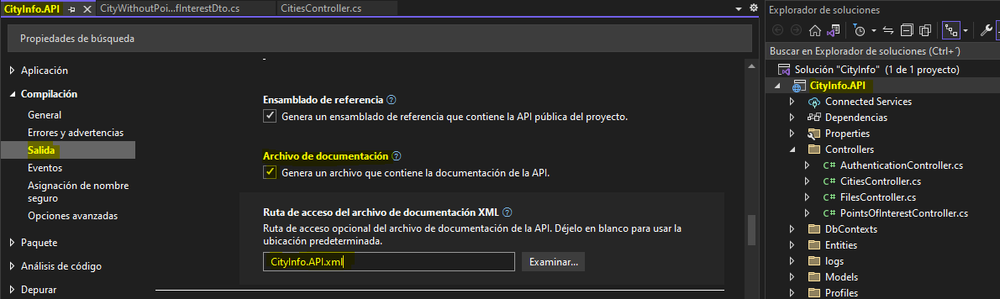 CityInfo.API
CityWithoutPoi...fInterestDto.cs
CitiesController.cs
Propiedades de búsqueda
Aplicación
Compilación
General
Errores y advertencias
Salida
Eventos
Asignación de nombre
seguro
Opciones avanzadas
Paquete
Análisis de código
Depurar
Ensamblado de referencia
Genera un ensamblado de referencia que contiene la API pública del proyecto.
Archivo de documentación
Genera un archivo que contiene la documentación de la API.
Ruta de acceso del archivo de documentación XML
Ruta de acceso opcional del archivo de documentación de la API. Déjelo en blanco para usar la
ubicación predeterminada.
CityInfo.API.xml
Examinar...
Explorador de soluciones
Buscar en Explorador de soluciones (Ctrl+´)
Solución "CityInfo" (1 de 1 proyecto)
CityInfo.API
Connected Services
Dependencias
Properties
Controllers
C# AuthenticationController.cs
C# CitiesController.cs
C# FilesController.cs
C# PointsOfInterestController.cs
DbContexts
Entities
logs
Models
Profiles